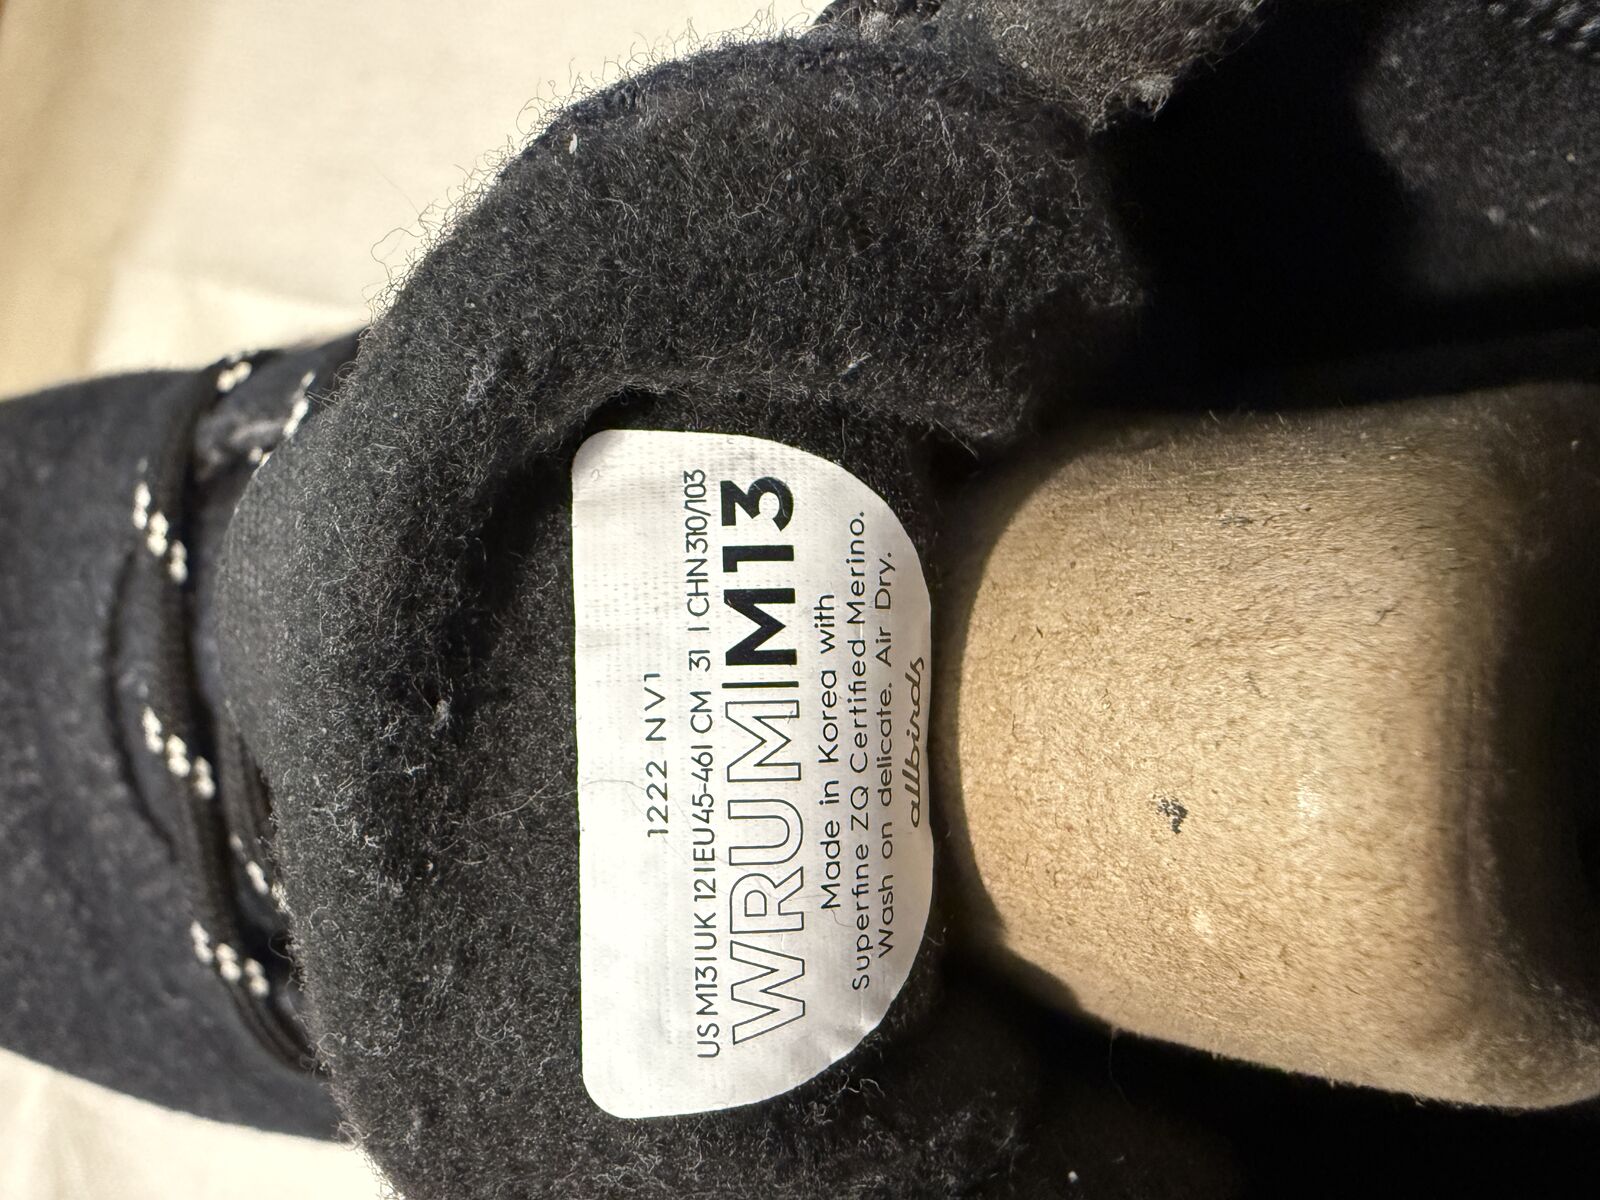 1222 NV1
US M13 | UK 12 | EU 45-46 | CM 31 | CHN 310/103
WRUM|M13
Made in Korea with
Superfine ZQ Certified Merino.
Wash on delicate. Air Dry.
allbirds